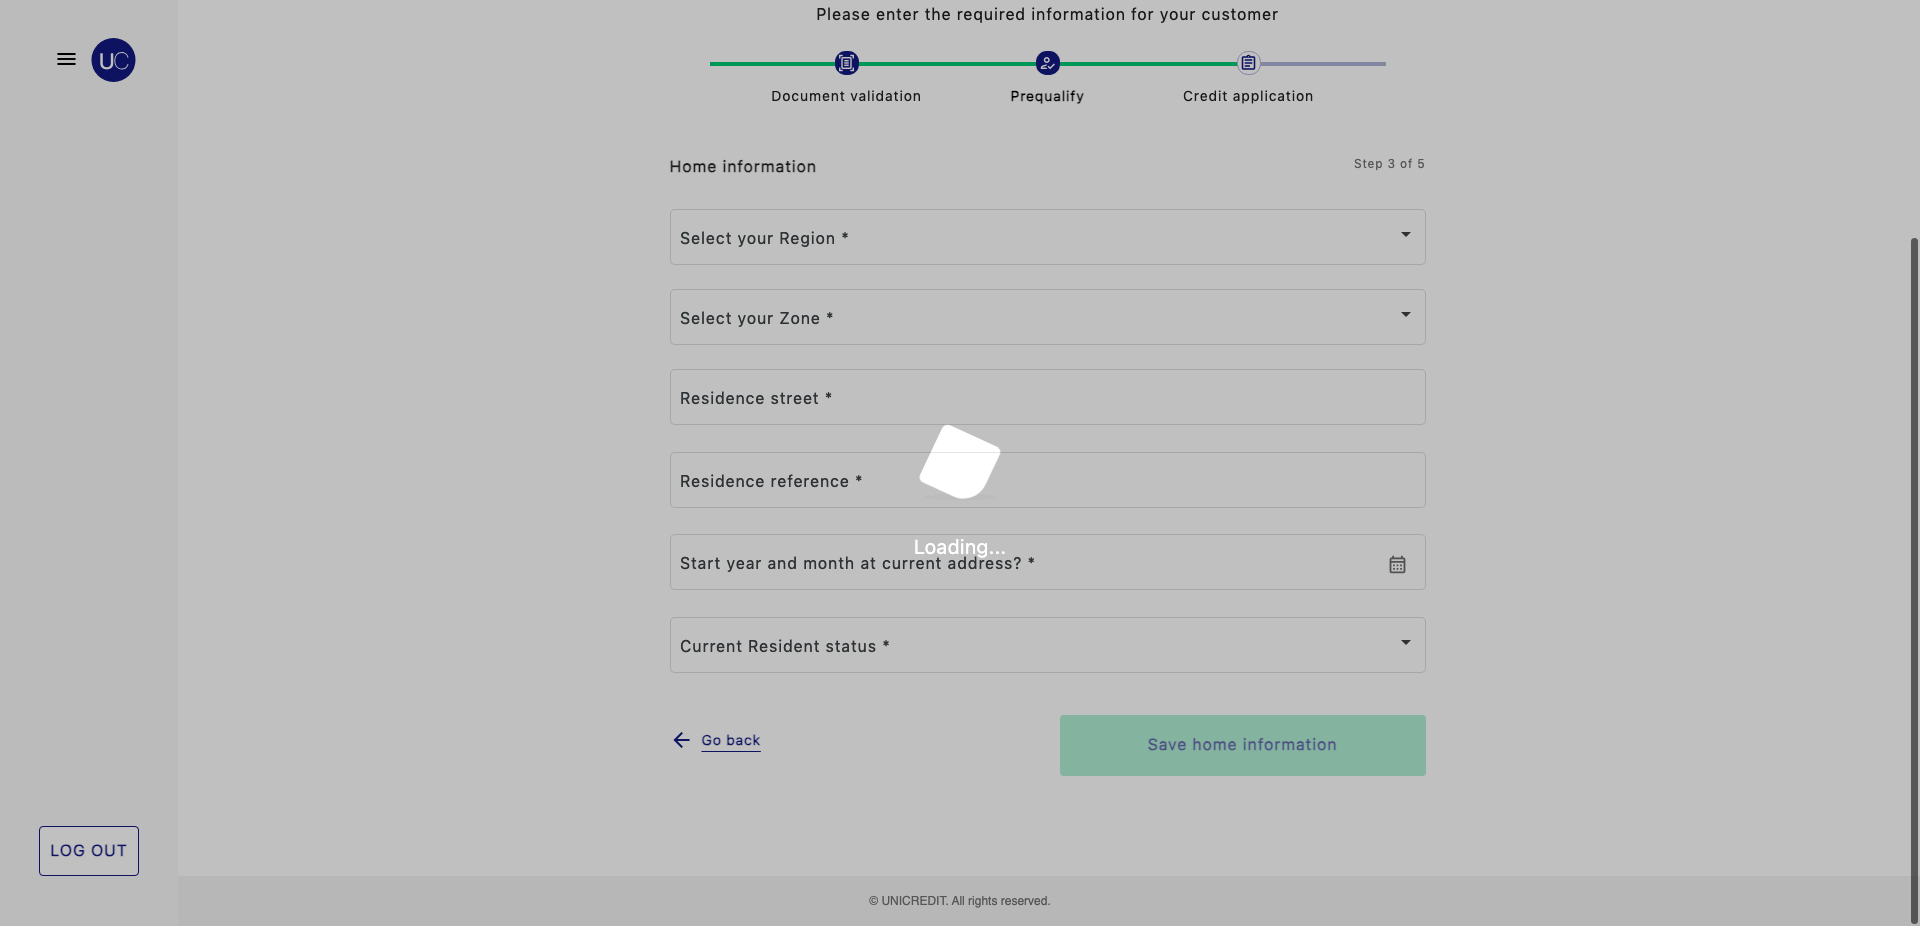 Please enter the required information for your customer
UC
Document validation
Prequalify
Credit application
Home information
Step 3 of 5
Select your Region *
Select your Zone *
Residence street *
Residence reference *
Loading...
Start year and month at current address? *
Current Resident status *
Go back
Save home information
LOG OUT
© UNICREDIT. All rights reserved.